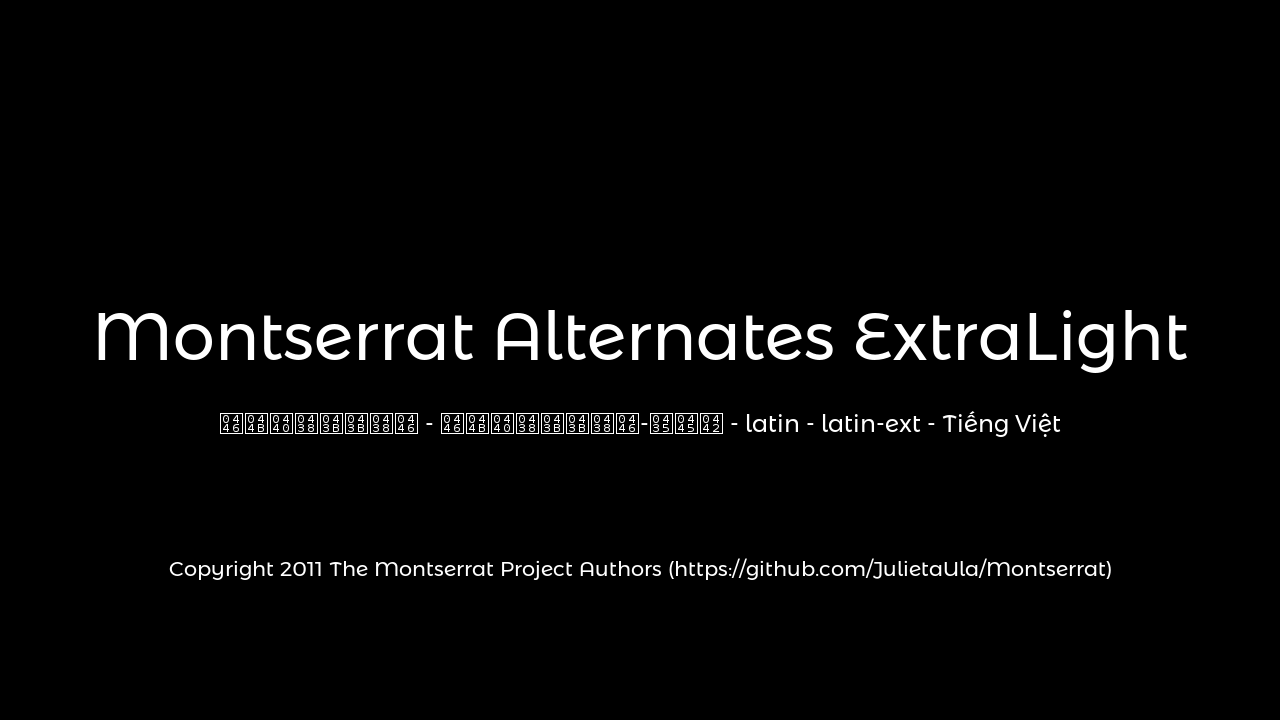 Montserrat Alternates ExtraLight
- - - latin - latin-ext - Tiếng Việt
Copyright 2011 The Montserrat Project Authors (https://github.com/JulietaUla/Montserrat)